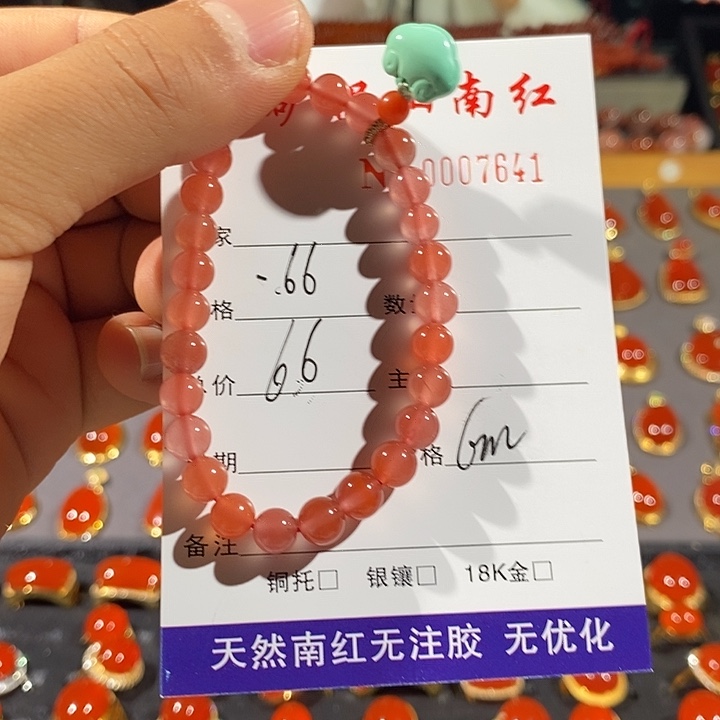 南红
0007641
家
格 -.66 数
价 66 主
期 格 6m
备注
铜托□ 银镶□ 18K金□
天然南红无注胶 无优化